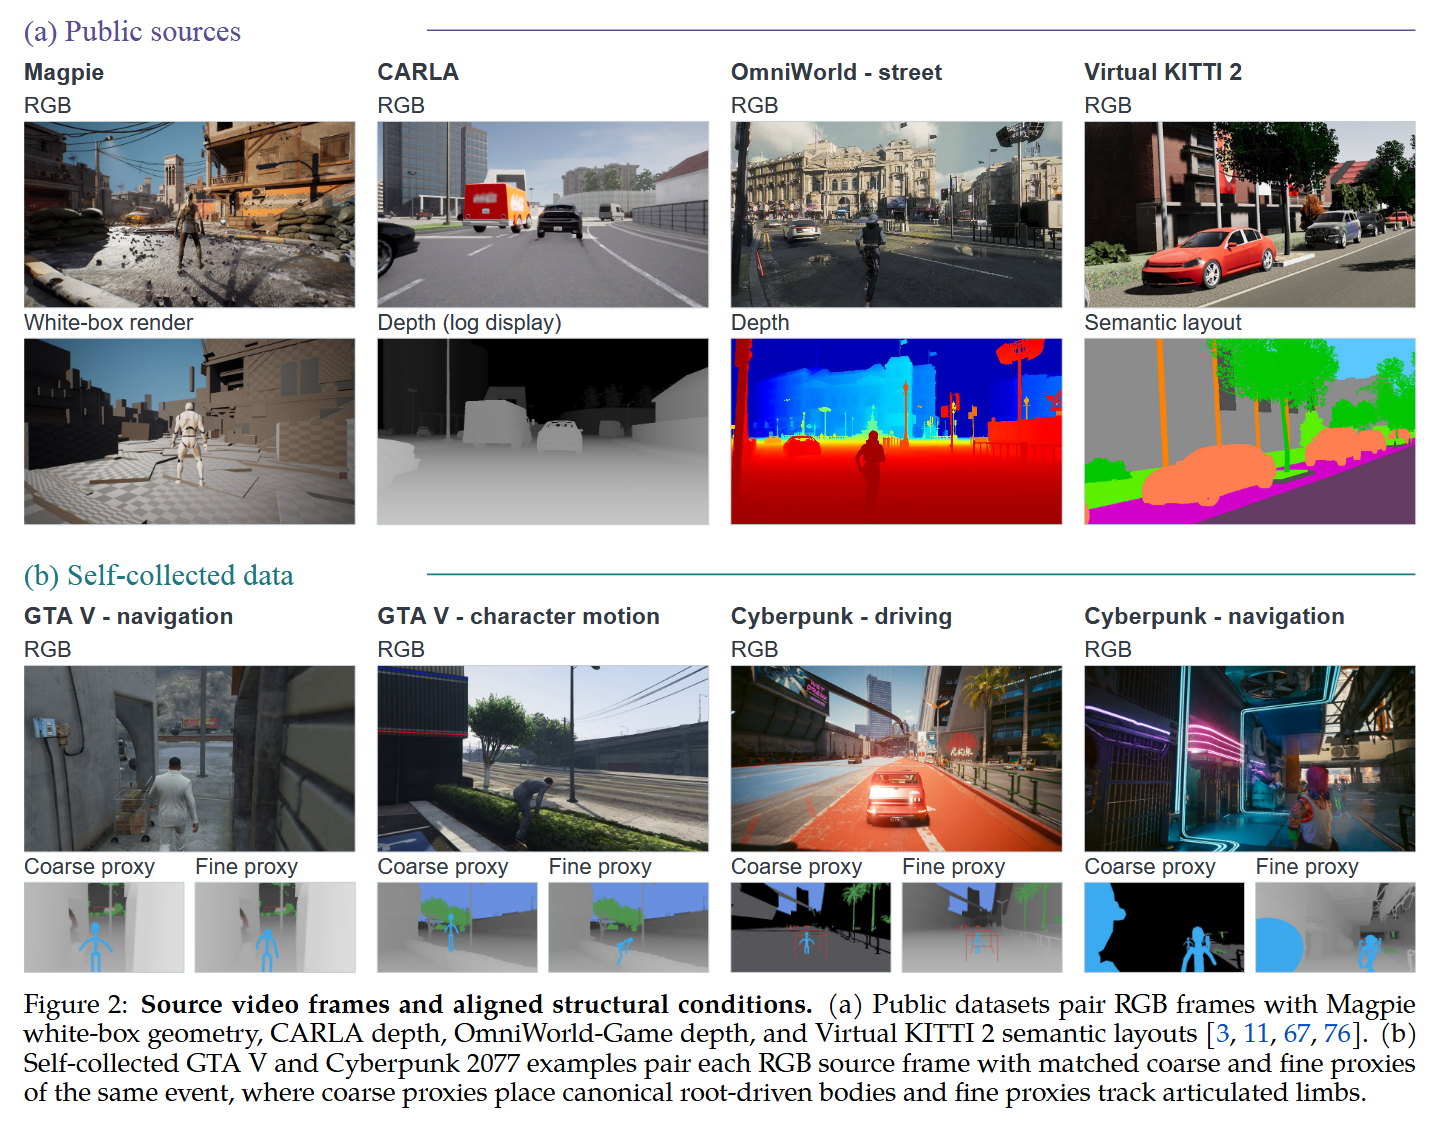 (a) Public sources
Magpie
CARLA
OmniWorld - street
Virtual KITTI 2
RGB
RGB
RGB
RGB
White-box render
Depth (log display)
Depth
Semantic layout
(b) Self-collected data
GTA V - navigation
GTA V - character motion
Cyberpunk - driving
Cyberpunk - navigation
RGB
RGB
RGB
RGB
Coarse proxy
Fine proxy
Coarse proxy
Fine proxy
Coarse proxy
Fine proxy
Coarse proxy
Fine proxy
Figure 2: Source video frames and aligned structural conditions. (a) Public datasets pair RGB frames with Magpie
white-box geometry, CARLA depth, OmniWorld-Game depth, and Virtual KITTI 2 semantic layouts [3, 11, 67, 76]. (b)
Self-collected GTA V and Cyberpunk 2077 examples pair each RGB source frame with matched coarse and fine proxies
of the same event, where coarse proxies place canonical root-driven bodies and fine proxies track articulated limbs.